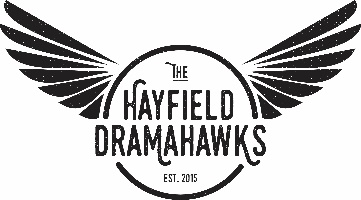 THE
HAYFIELD
DRAMAHAWKS
EST. 2015